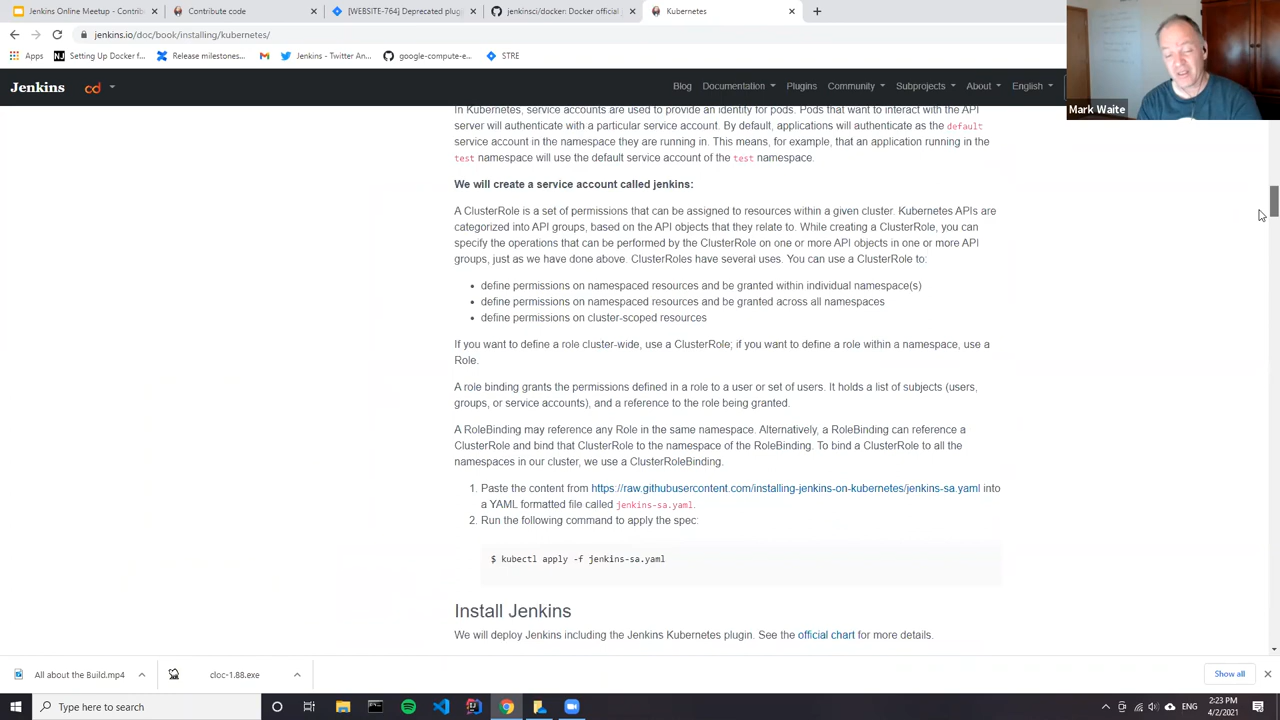 Jenkins Online Meetup - Contrib
Contribute code
[WEBSITE-764] Deprecated plug
jenkinsci/docker: Docker official
Kubernetes
jenkins.io/doc/book/installing/kubernetes/
Apps
Setting Up Docker f...
Release milestones...
Jenkins - Twitter An...
google-compute-e...
STRE
Jenkins
cd
Blog
Documentation
Plugins
Community
Subprojects
About
English
Mark Waite
In Kubernetes, service accounts are used to provide an identity for pods. Pods that want to interact with the API
server will authenticate with a particular service account. By default, applications will authenticate as the default
service account in the namespace they are running in. This means, for example, that an application running in the
test namespace will use the default service account of the test namespace.
We will create a service account called jenkins:
A ClusterRole is a set of permissions that can be assigned to resources within a given cluster. Kubernetes APIs are
categorized into API groups, based on the API objects that they relate to. While creating a ClusterRole, you can
specify the operations that can be performed by the ClusterRole on one or more API objects in one or more API
groups, just as we have done above. ClusterRoles have several uses. You can use a ClusterRole to:
• define permissions on namespaced resources and be granted within individual namespace(s)
• define permissions on namespaced resources and be granted across all namespaces
• define permissions on cluster-scoped resources
If you want to define a role cluster-wide, use a ClusterRole; if you want to define a role within a namespace, use a
Role.
A role binding grants the permissions defined in a role to a user or set of users. It holds a list of subjects (users,
groups, or service accounts), and a reference to the role being granted.
A RoleBinding may reference any Role in the same namespace. Alternatively, a RoleBinding can reference a
ClusterRole and bind that ClusterRole to the namespace of the RoleBinding. To bind a ClusterRole to all the
namespaces in our cluster, we use a ClusterRoleBinding.
1. Paste the content from https://raw.githubusercontent.com/installing-jenkins-on-kubernetes/jenkins-sa.yaml into
a YAML formatted file called jenkins-sa.yaml.
2. Run the following command to apply the spec:
$ kubectl apply -f jenkins-sa.yaml
Install Jenkins
We will deploy Jenkins including the Jenkins Kubernetes plugin. See the official chart for more details.
All about the Build.mp4
cloc-1.88.exe
Show all
Type here to search
2:23 PM
4/2/2021